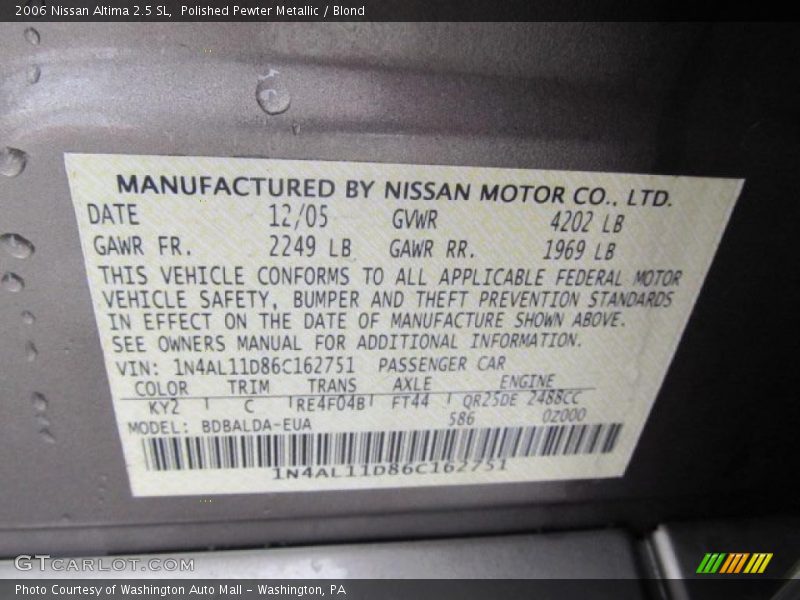 2006 Nissan Altima 2.5 SL, Polished Pewter Metallic / Blond
MANUFACTURED BY NISSAN MOTOR CO., LTD.
DATE 12/05 GVWR 4202 LB
GAWR FR. 2249 LB GAWR RR. 1969 LB
THIS VEHICLE CONFORMS TO ALL APPLICABLE FEDERAL MOTOR
VEHICLE SAFETY, BUMPER AND THEFT PREVENTION STANDARDS
IN EFFECT ON THE DATE OF MANUFACTURE SHOWN ABOVE.
SEE OWNERS MANUAL FOR ADDITIONAL INFORMATION.
VIN: 1N4AL11D86C162751 PASSENGER CAR
COLOR TRIM TRANS AXLE ENGINE
KY2 C RE4F04B FT44 QR25DE 2488CC
MODEL: BDBALDA-EUA 586 0Z000
1N4AL11D86C162751
GTCARLOT.COM
Photo Courtesy of Washington Auto Mall - Washington, PA